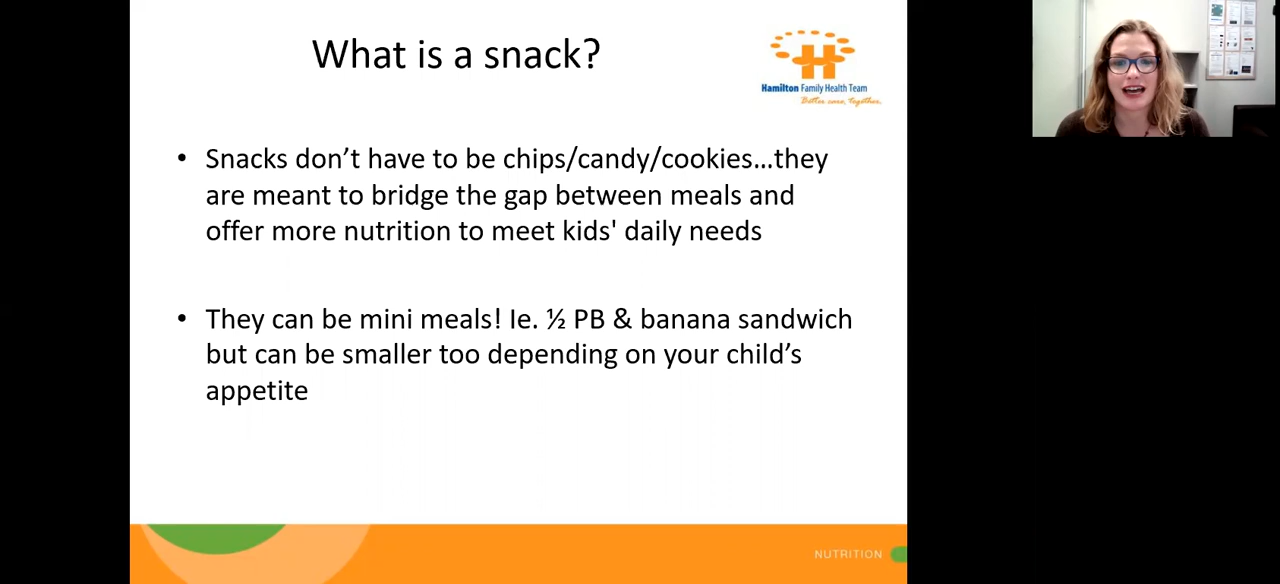 What is a snack?
Hamilton Family Health Team
Better care, together.
• Snacks don’t have to be chips/candy/cookies…they
are meant to bridge the gap between meals and
offer more nutrition to meet kids' daily needs
• They can be mini meals! Ie. ½ PB & banana sandwich
but can be smaller too depending on your child’s
appetite
NUTRITION